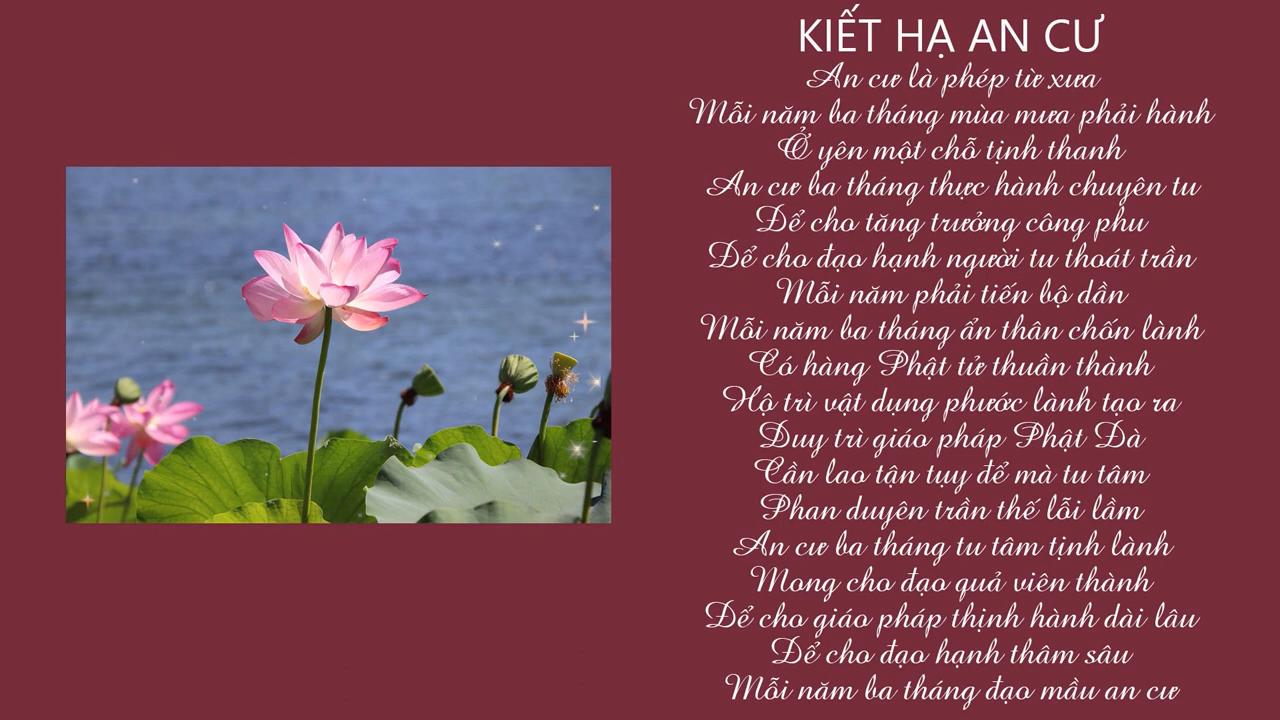 KIẾT HẠ AN CƯ
An cư là phép từ xưa
Mỗi năm ba tháng mùa mưa phải hành
Ở yên một chỗ tịnh thanh
An cư ba tháng thực hành chuyên tu
Để cho tăng trưởng công phu
Để cho đạo hạnh người tu thoát trần
Mỗi năm phải tiến bộ dần
Mỗi năm ba tháng ẩn thân chốn lành
Có hàng Phật tử thuần thành
Hộ trì vật dụng phước lành tạo ra
Duy trì giáo pháp Phật Đà
Cần lao tận tụy để mà tu tâm
Phan duyên trần thế lỗi lầm
An cư ba tháng tu tâm tịnh lành
Mong cho đạo quả viên thành
Để cho giáo pháp thịnh hành dài lâu
Để cho đạo hạnh thâm sâu
Mỗi năm ba tháng đạo mầu an cư